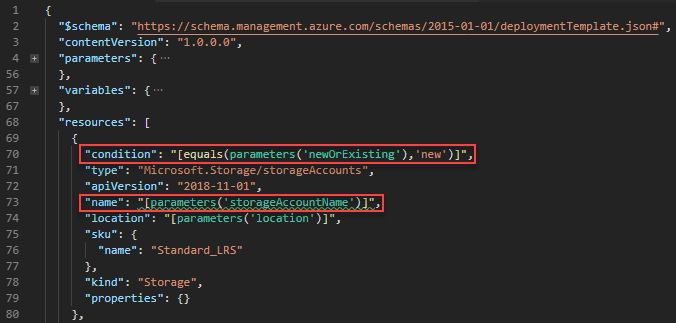 1 {
2 "$schema": "https://schema.management.azure.com/schemas/2015-01-01/deploymentTemplate.json#",
3 "contentVersion": "1.0.0.0",
4 "parameters": {⋯
56 },
57 "variables": {⋯
67 },
68 "resources": [
69 {
70 "condition": "[equals(parameters('newOrExisting'),'new')]",
71 "type": "Microsoft.Storage/storageAccounts",
72 "apiVersion": "2018-11-01",
73 "name": "[parameters('storageAccountName')]",
74 "location": "[parameters('location')]",
75 "sku": {
76 "name": "Standard_LRS"
77 },
78 "kind": "Storage",
79 "properties": {}
80 },